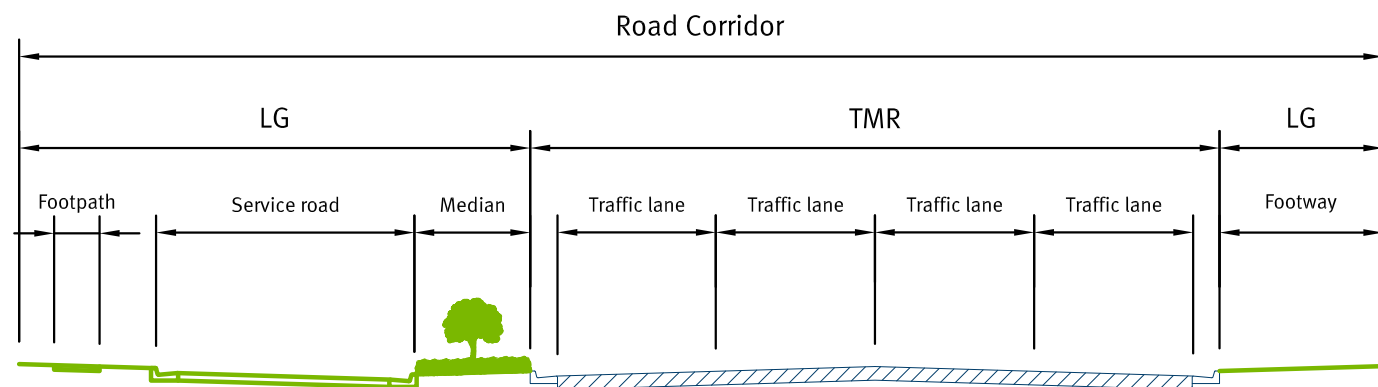 Road Corridor
LG TMR LG
Footpath Service road Median Traffic lane Traffic lane Traffic lane Traffic lane Footway